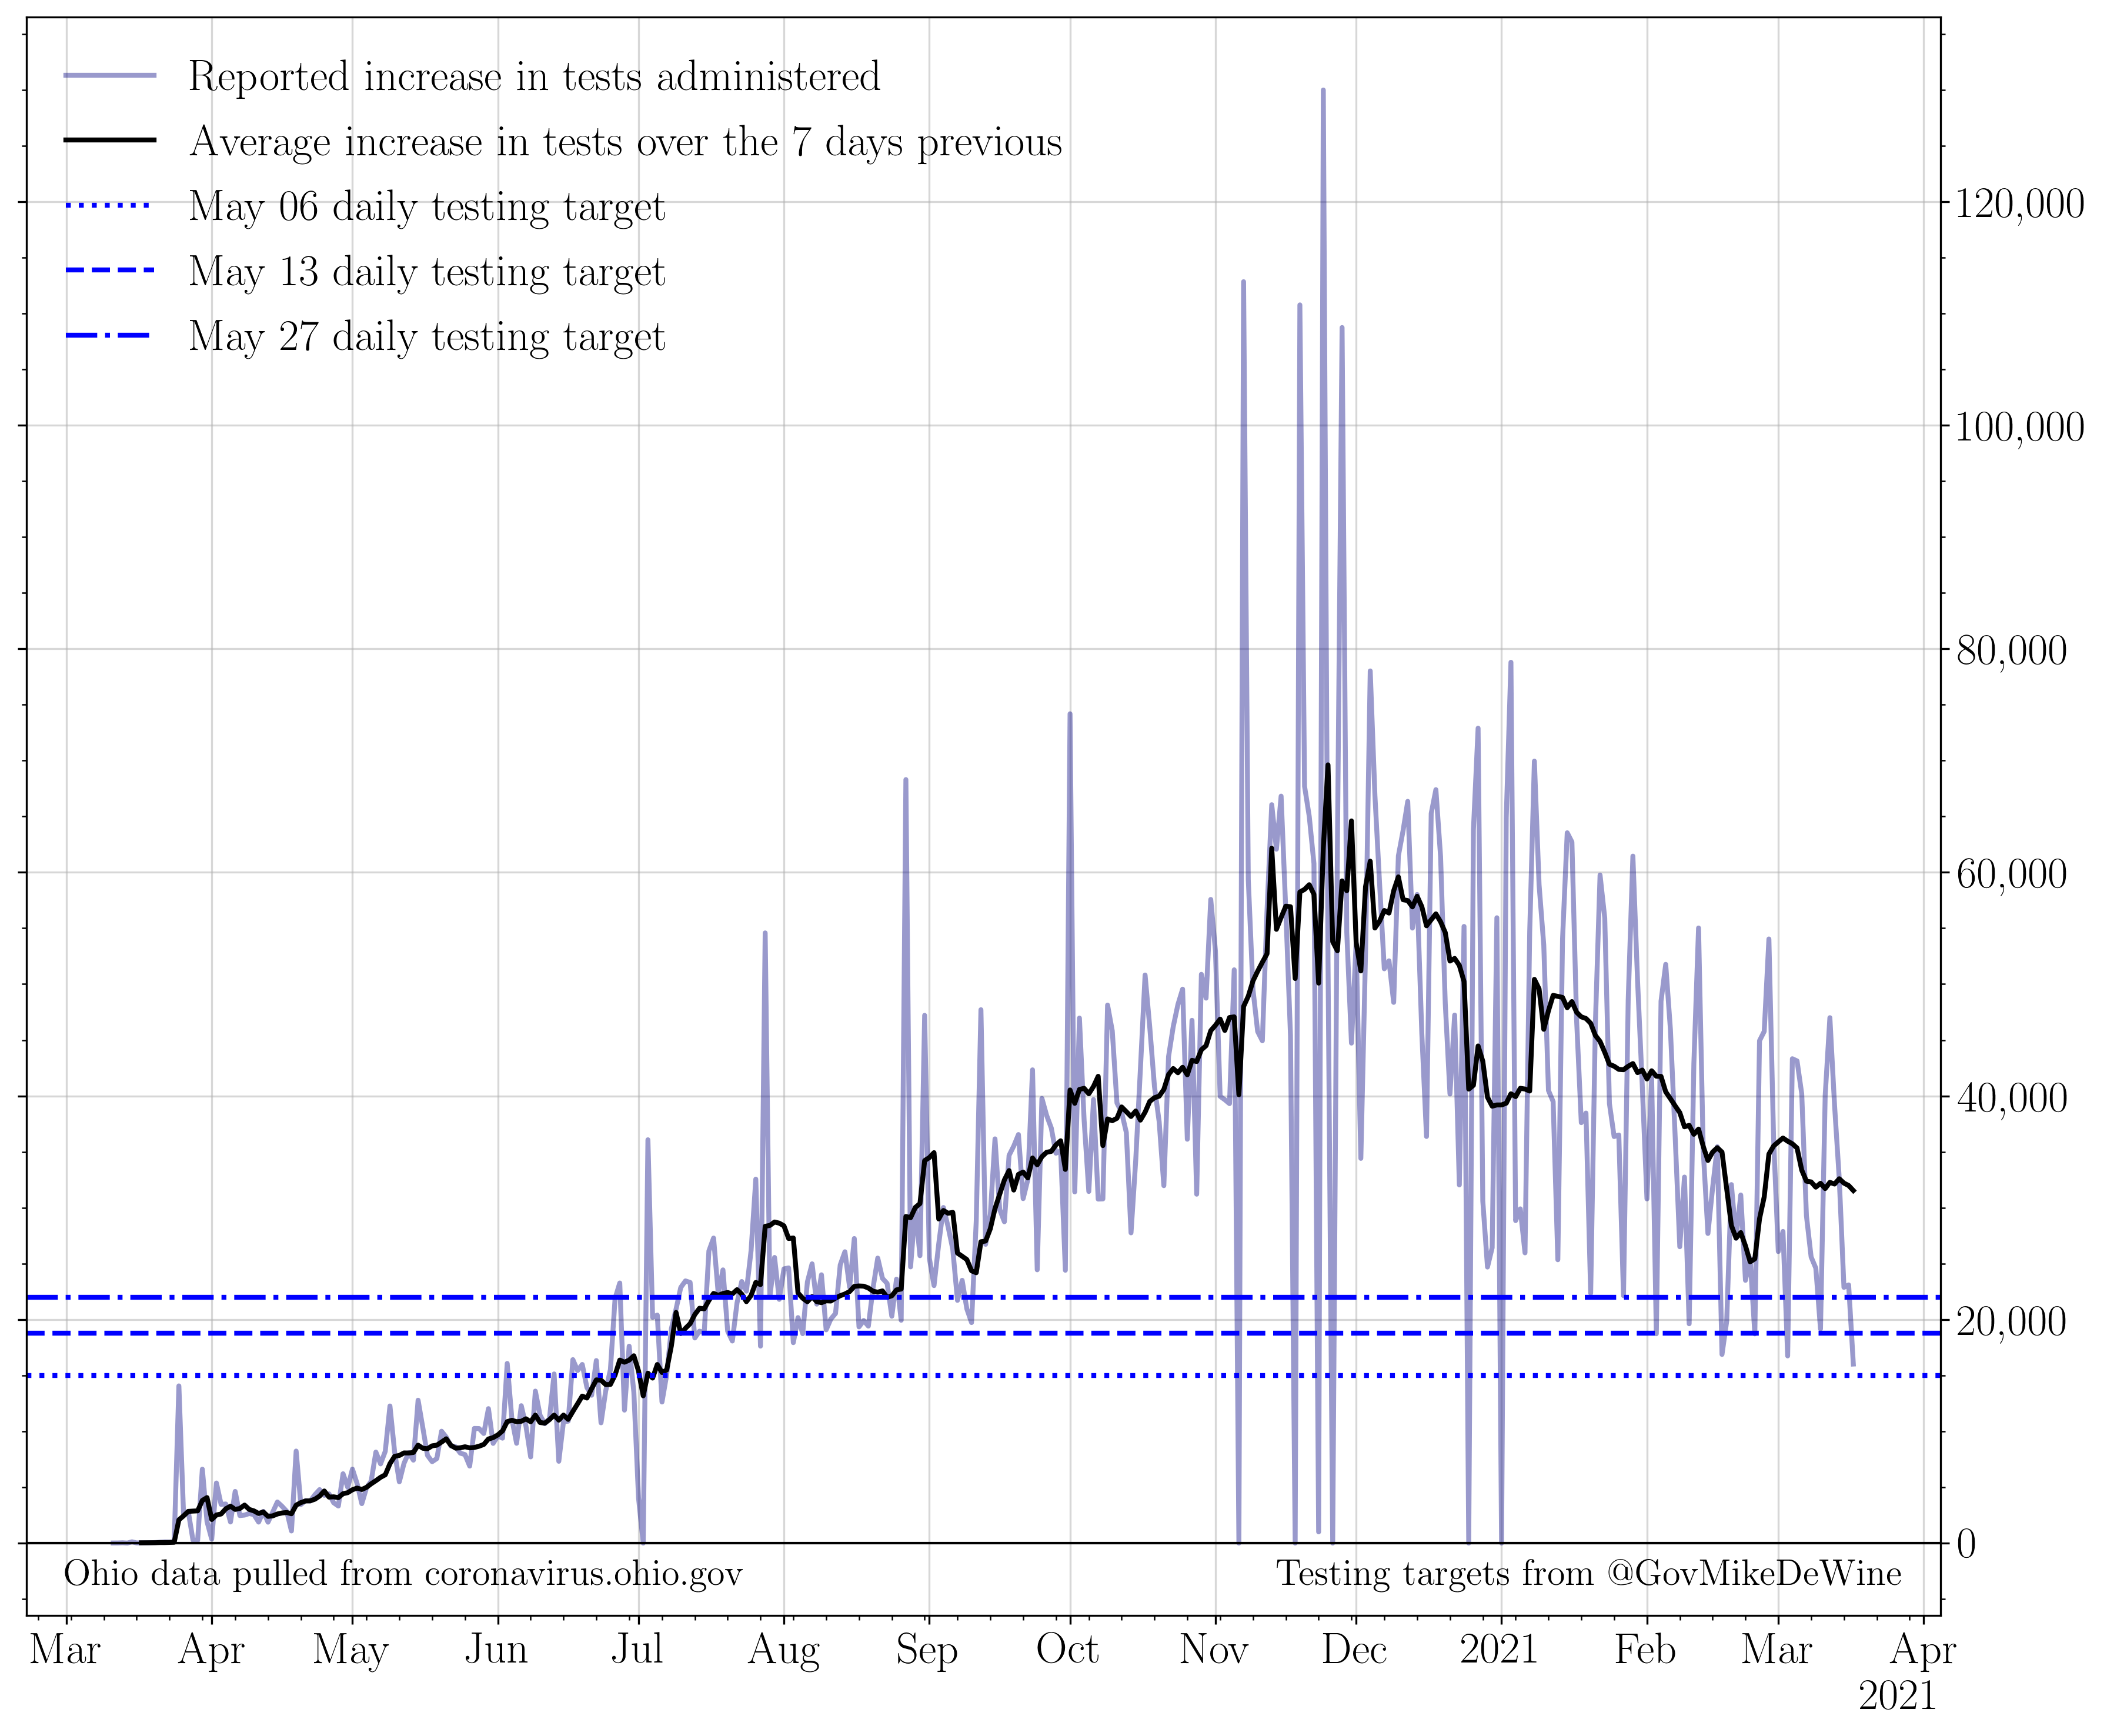 Reported increase in tests administered
Average increase in tests over the 7 days previous
May 06 daily testing target
May 13 daily testing target
May 27 daily testing target
120,000
100,000
80,000
60,000
40,000
20,000
0
Ohio data pulled from coronavirus.ohio.gov
Testing targets from @GovMikeDeWine
Mar Apr May Jun Jul Aug Sep Oct Nov Dec 2021 Feb Mar Apr
2021